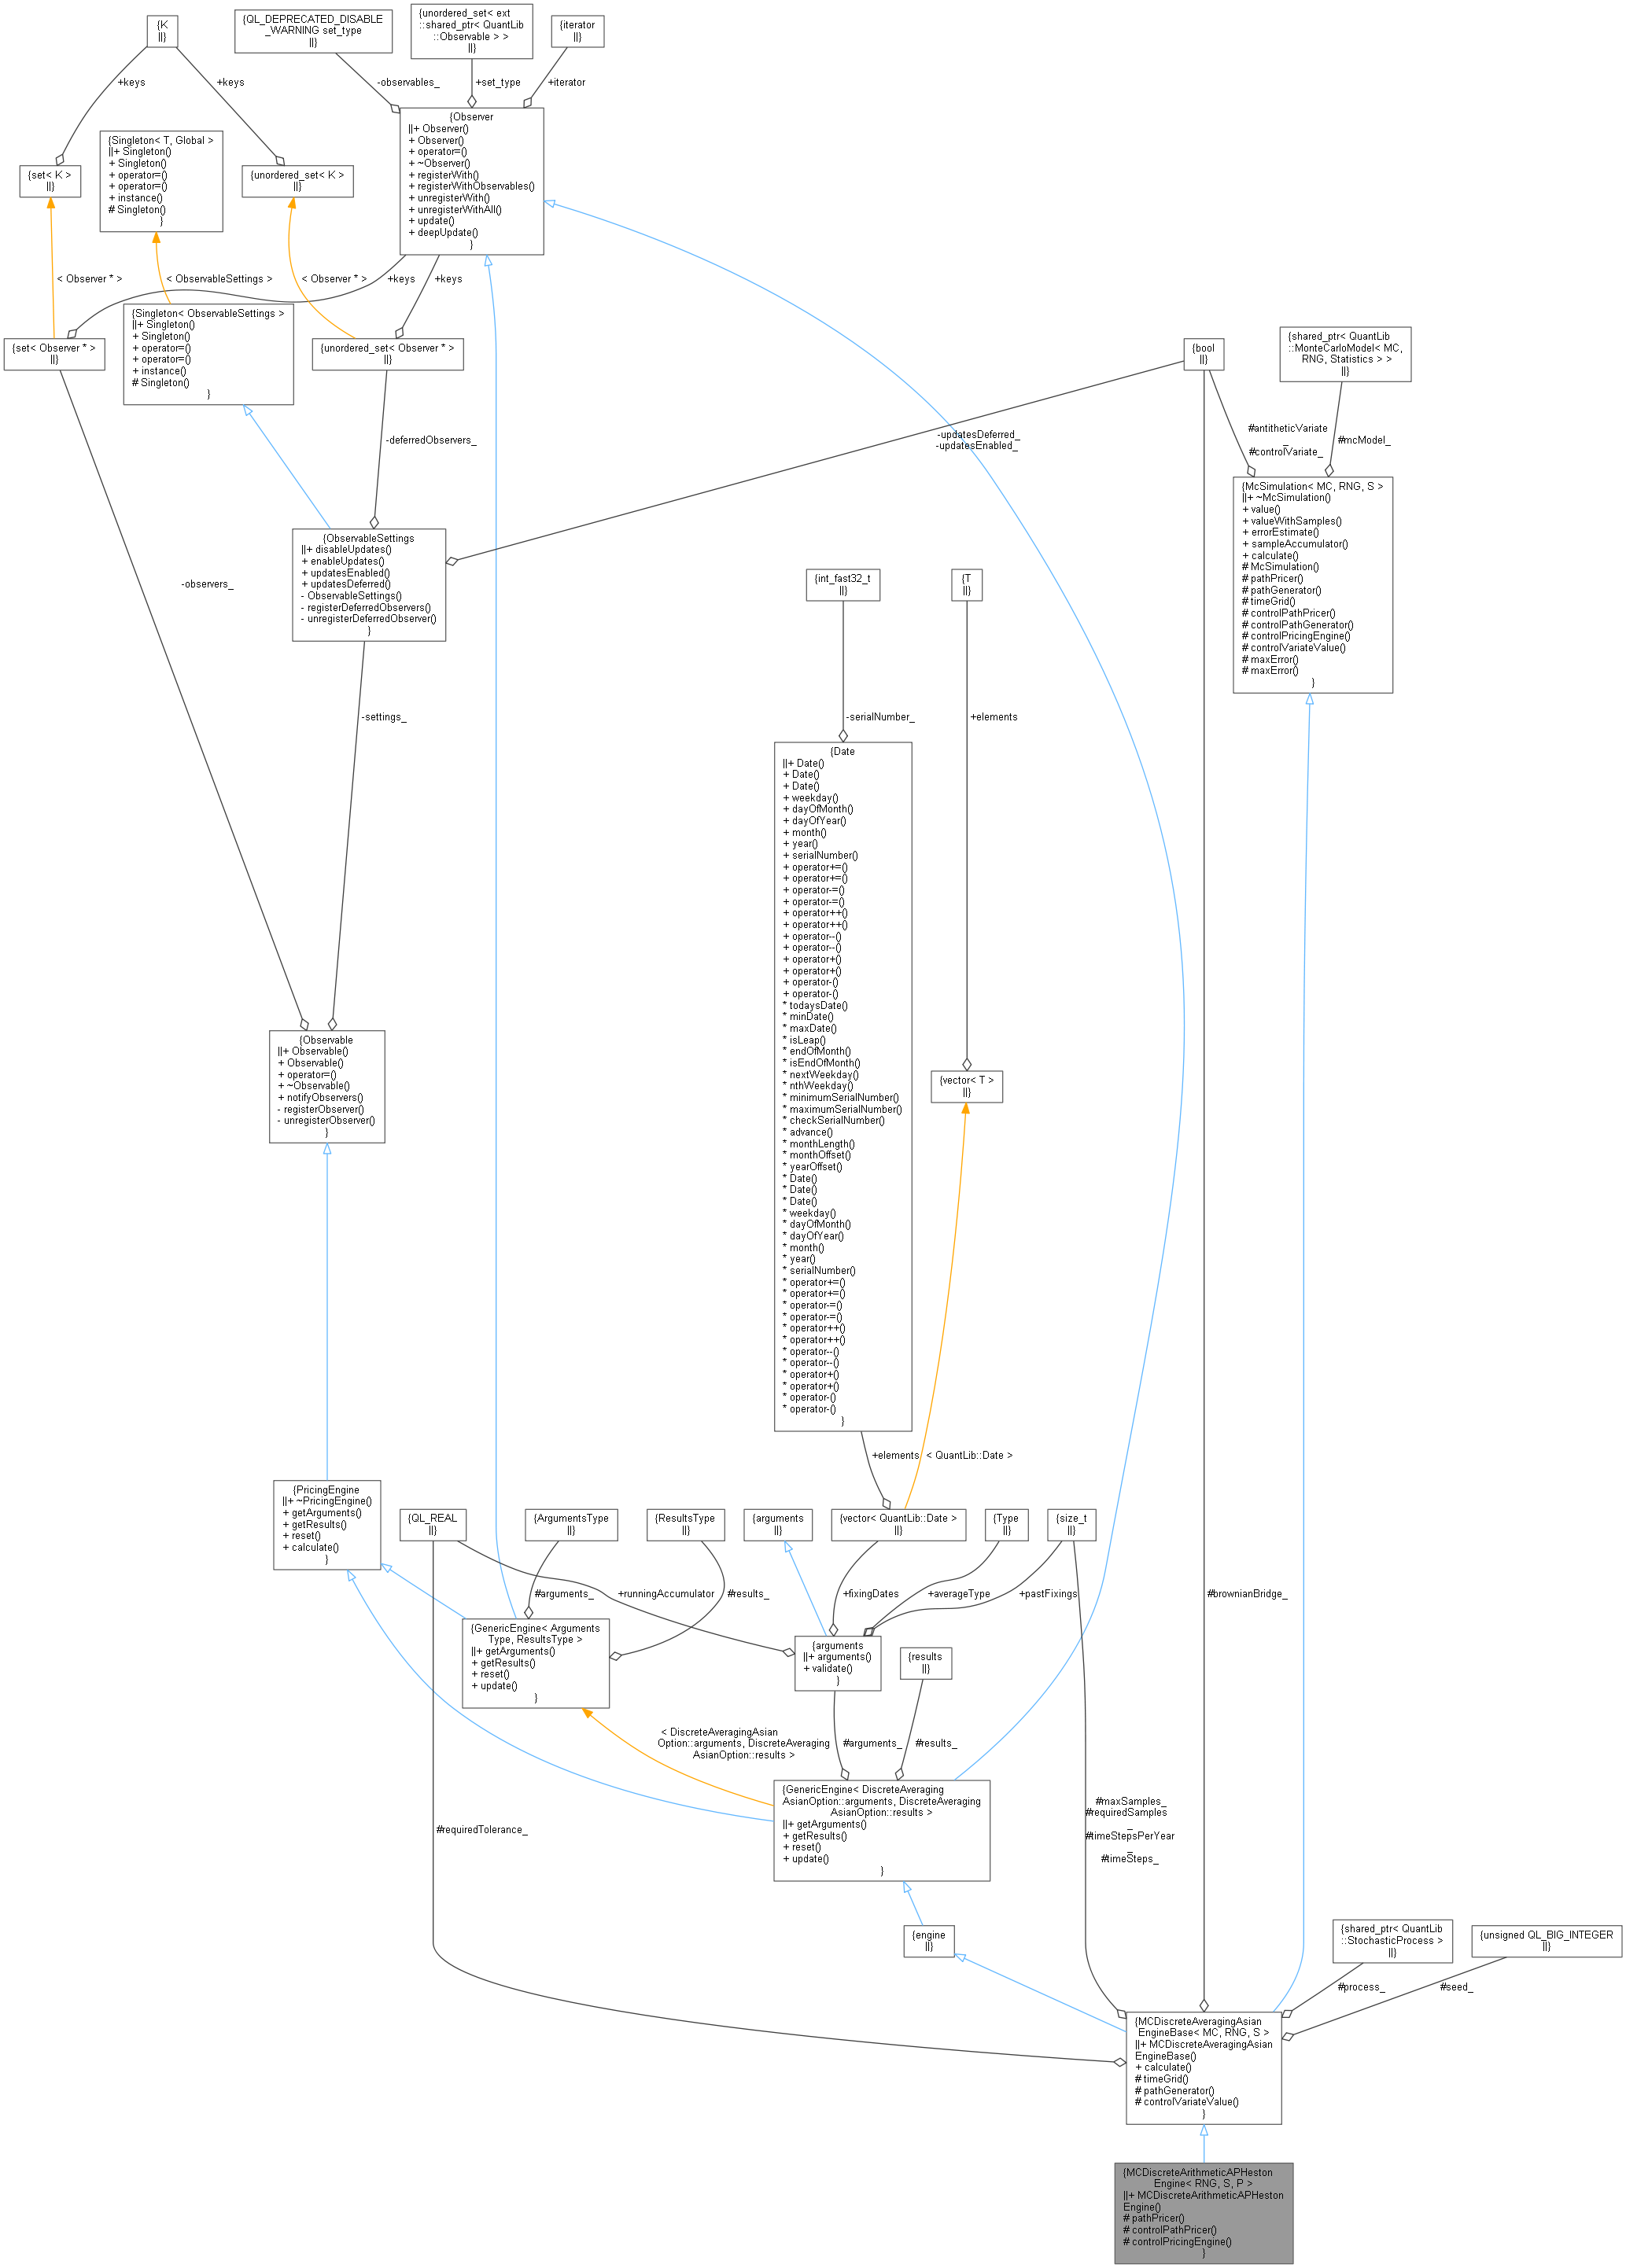 {K
||}
{QL_DEPRECATED_DISABLE
_WARNING set_type
||}
{unordered_set< ext
::shared_ptr< QuantLib
::Observable > >
||}
{iterator
||}
+keys
+keys
-observables_
+set_type
+iterator
{Observer
||+ Observer()
+ Observer()
+ operator=()
+ ~Observer()
+ registerWith()
+ registerWithObservables()
+ unregisterWith()
+ unregisterWithAll()
+ update()
+ deepUpdate()
}
{Singleton< T, Global >
||+ Singleton()
+ Singleton()
+ operator=()
+ operator=()
+ instance()
# Singleton()
}
{set< K >
||}
{unordered_set< K >
||}
< Observer * >
< ObservableSettings >
< Observer * >
+keys
+keys
{Singleton< ObservableSettings >
||+ Singleton()
+ Singleton()
+ operator=()
+ operator=()
+ instance()
# Singleton()
}
{set< Observer * >
||}
{unordered_set< Observer * >
||}
{bool
||}
{shared_ptr< QuantLib
::MonteCarloModel< MC,
RNG, Statistics > >
||}
-deferredObservers_
-updatesDeferred_
-updatesEnabled_
#antitheticVariate
_
#controlVariate_
#mcModel_
{McSimulation< MC, RNG, S >
||+ ~McSimulation()
+ value()
+ valueWithSamples()
+ errorEstimate()
+ sampleAccumulator()
+ calculate()
# McSimulation()
# pathPricer()
# pathGenerator()
# timeGrid()
# controlPathPricer()
# controlPathGenerator()
# controlPricingEngine()
# controlVariateValue()
# maxError()
# maxError()
}
{ObservableSettings
||+ disableUpdates()
+ enableUpdates()
+ updatesEnabled()
+ updatesDeferred()
- ObservableSettings()
- registerDeferredObservers()
- unregisterDeferredObserver()
}
-observers_
{int_fast32_t
||}
{T
||}
-settings_
-serialNumber_
+elements
{Date
||+ Date()
+ Date()
+ Date()
+ weekday()
+ dayOfMonth()
+ dayOfYear()
+ month()
+ year()
+ serialNumber()
+ operator+=()
+ operator+=()
+ operator-=()
+ operator-=()
+ operator++()
+ operator++()
+ operator--()
+ operator--()
+ operator+()
+ operator+()
+ operator-()
+ operator-()
* todaysDate()
* minDate()
* maxDate()
* isLeap()
* endOfMonth()
* isEndOfMonth()
* nextWeekday()
* nthWeekday()
* minimumSerialNumber()
* maximumSerialNumber()
* checkSerialNumber()
* advance()
* monthLength()
* monthOffset()
* yearOffset()
* Date()
* Date()
* Date()
* weekday()
* dayOfMonth()
* dayOfYear()
* month()
* year()
* serialNumber()
* operator+=()
* operator+=()
* operator-=()
* operator-=()
* operator++()
* operator++()
* operator--()
* operator--()
* operator+()
* operator+()
* operator-()
* operator-()
}
{Observable
||+ Observable()
+ Observable()
+ operator=()
+ ~Observable()
+ notifyObservers()
- registerObserver()
- unregisterObserver()
}
{vector< T >
||}
+elements
< QuantLib::Date >
{PricingEngine
||+ ~PricingEngine()
+ getArguments()
+ getResults()
+ reset()
+ calculate()
}
{QL_REAL
||}
{ArgumentsType
||}
{ResultsType
||}
{arguments
||}
{vector< QuantLib::Date >
||}
{Type
||}
{size_t
||}
#arguments_
+runningAccumulator
#results_
+fixingDates
+averageType
+pastFixings
#brownianBridge_
{GenericEngine< Arguments
Type, ResultsType >
||+ getArguments()
+ getResults()
+ reset()
+ update()
}
{arguments
||+ arguments()
+ validate()
}
{results
||}
< DiscreteAveragingAsian
Option::arguments, DiscreteAveraging
AsianOption::results >
#arguments_
#results_
{GenericEngine< DiscreteAveraging
AsianOption::arguments, DiscreteAveraging
AsianOption::results >
||+ getArguments()
+ getResults()
+ reset()
+ update()
}
#requiredTolerance_
#maxSamples_
#requiredSamples
_
#timeStepsPerYear
_
#timeSteps_
{engine
||}
{shared_ptr< QuantLib
::StochasticProcess >
||}
{unsigned QL_BIG_INTEGER
||}
#process_
#seed_
{MCDiscreteAveragingAsian
EngineBase< MC, RNG, S >
||+ MCDiscreteAveragingAsian
EngineBase()
+ calculate()
# timeGrid()
# pathGenerator()
# controlVariateValue()
}
{MCDiscreteArithmeticAPHeston
Engine< RNG, S, P >
||+ MCDiscreteArithmeticAPHeston
Engine()
# pathPricer()
# controlPathPricer()
# controlPricingEngine()
}